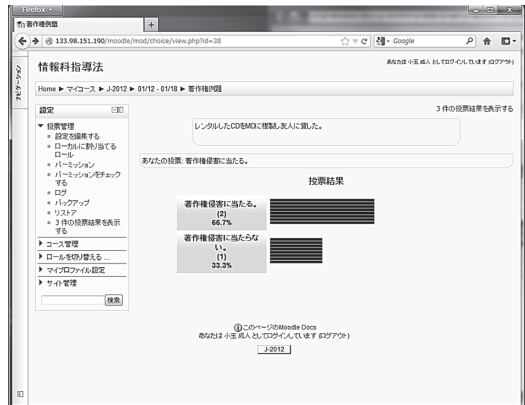 Firefox
著作権例題
133.98.151.190/moodle/mod/choice/view.php?id=38
Google
ナビゲーション
情報科指導法
あなたは 小玉 成人 としてログインしています (ログアウト)
Home ► マイコース ► J-2012 ► 01/12 - 01/18 ► 著作権例題
設定
投票管理
設定を編集する
ローカルに割り当てる
ロール
パーミッション
パーミッションをチェック
する
ログ
バックアップ
リストア
3 件の投票結果を表示
する
コース管理
ロールを切り替える ...
マイプロファイル設定
サイト管理
検索
3 件の投票結果を表示する
レンタルしたCDをMDに複製し友人に貸した。
あなたの投票: 著作権侵害に当たる。
投票結果
著作権侵害に当たる。
(2)
66.7%
著作権侵害に当たらな
い。
(1)
33.3%
このページのMoodle Docs
あなたは 小玉 成人 としてログインしています (ログアウト)
J-2012